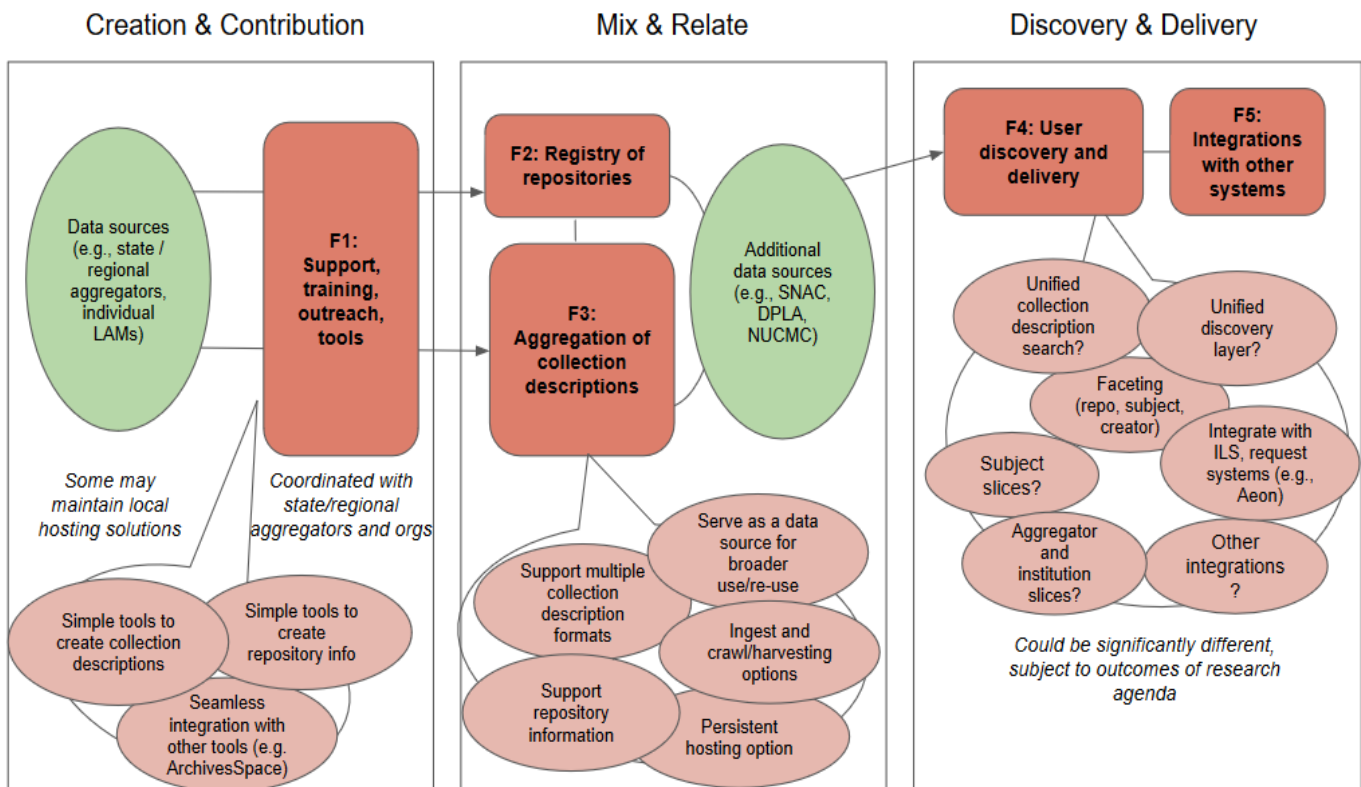 Creation & Contribution
Mix & Relate
Discovery & Delivery
Data sources
(e.g., state /
regional
aggregators,
individual
LAMs)
F1:
Support,
training,
outreach,
tools
Some may
maintain local
hosting solutions
Coordinated with
state/regional
aggregators and orgs
Simple tools to
create collection
descriptions
Simple tools to
create
repository info
Seamless
integration with
other tools (e.g.
ArchivesSpace)
F2: Registry of
repositories
F3:
Aggregation of
collection
descriptions
Additional
data sources
(e.g., SNAC,
DPLA,
NUCMC)
Serve as a data
source for
broader
use/re-use
Support multiple
collection
description
formats
Ingest and
crawl/harvesting
options
Support
repository
information
Persistent
hosting option
F4: User
discovery and
delivery
F5:
Integrations
with other
systems
Unified
collection
description
search?
Unified
discovery
layer?
Faceting
(repo, subject,
creator)
Integrate with
ILS, request
systems (e.g.,
Aeon)
Subject
slices?
Aggregator
and
institution
slices?
Other
integrations
?
Could be significantly different,
subject to outcomes of research
agenda